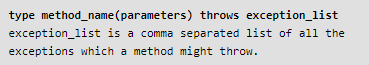 type method_name(parameters) throws exception_list
exception_list is a comma separated list of all the
exceptions which a method might throw.